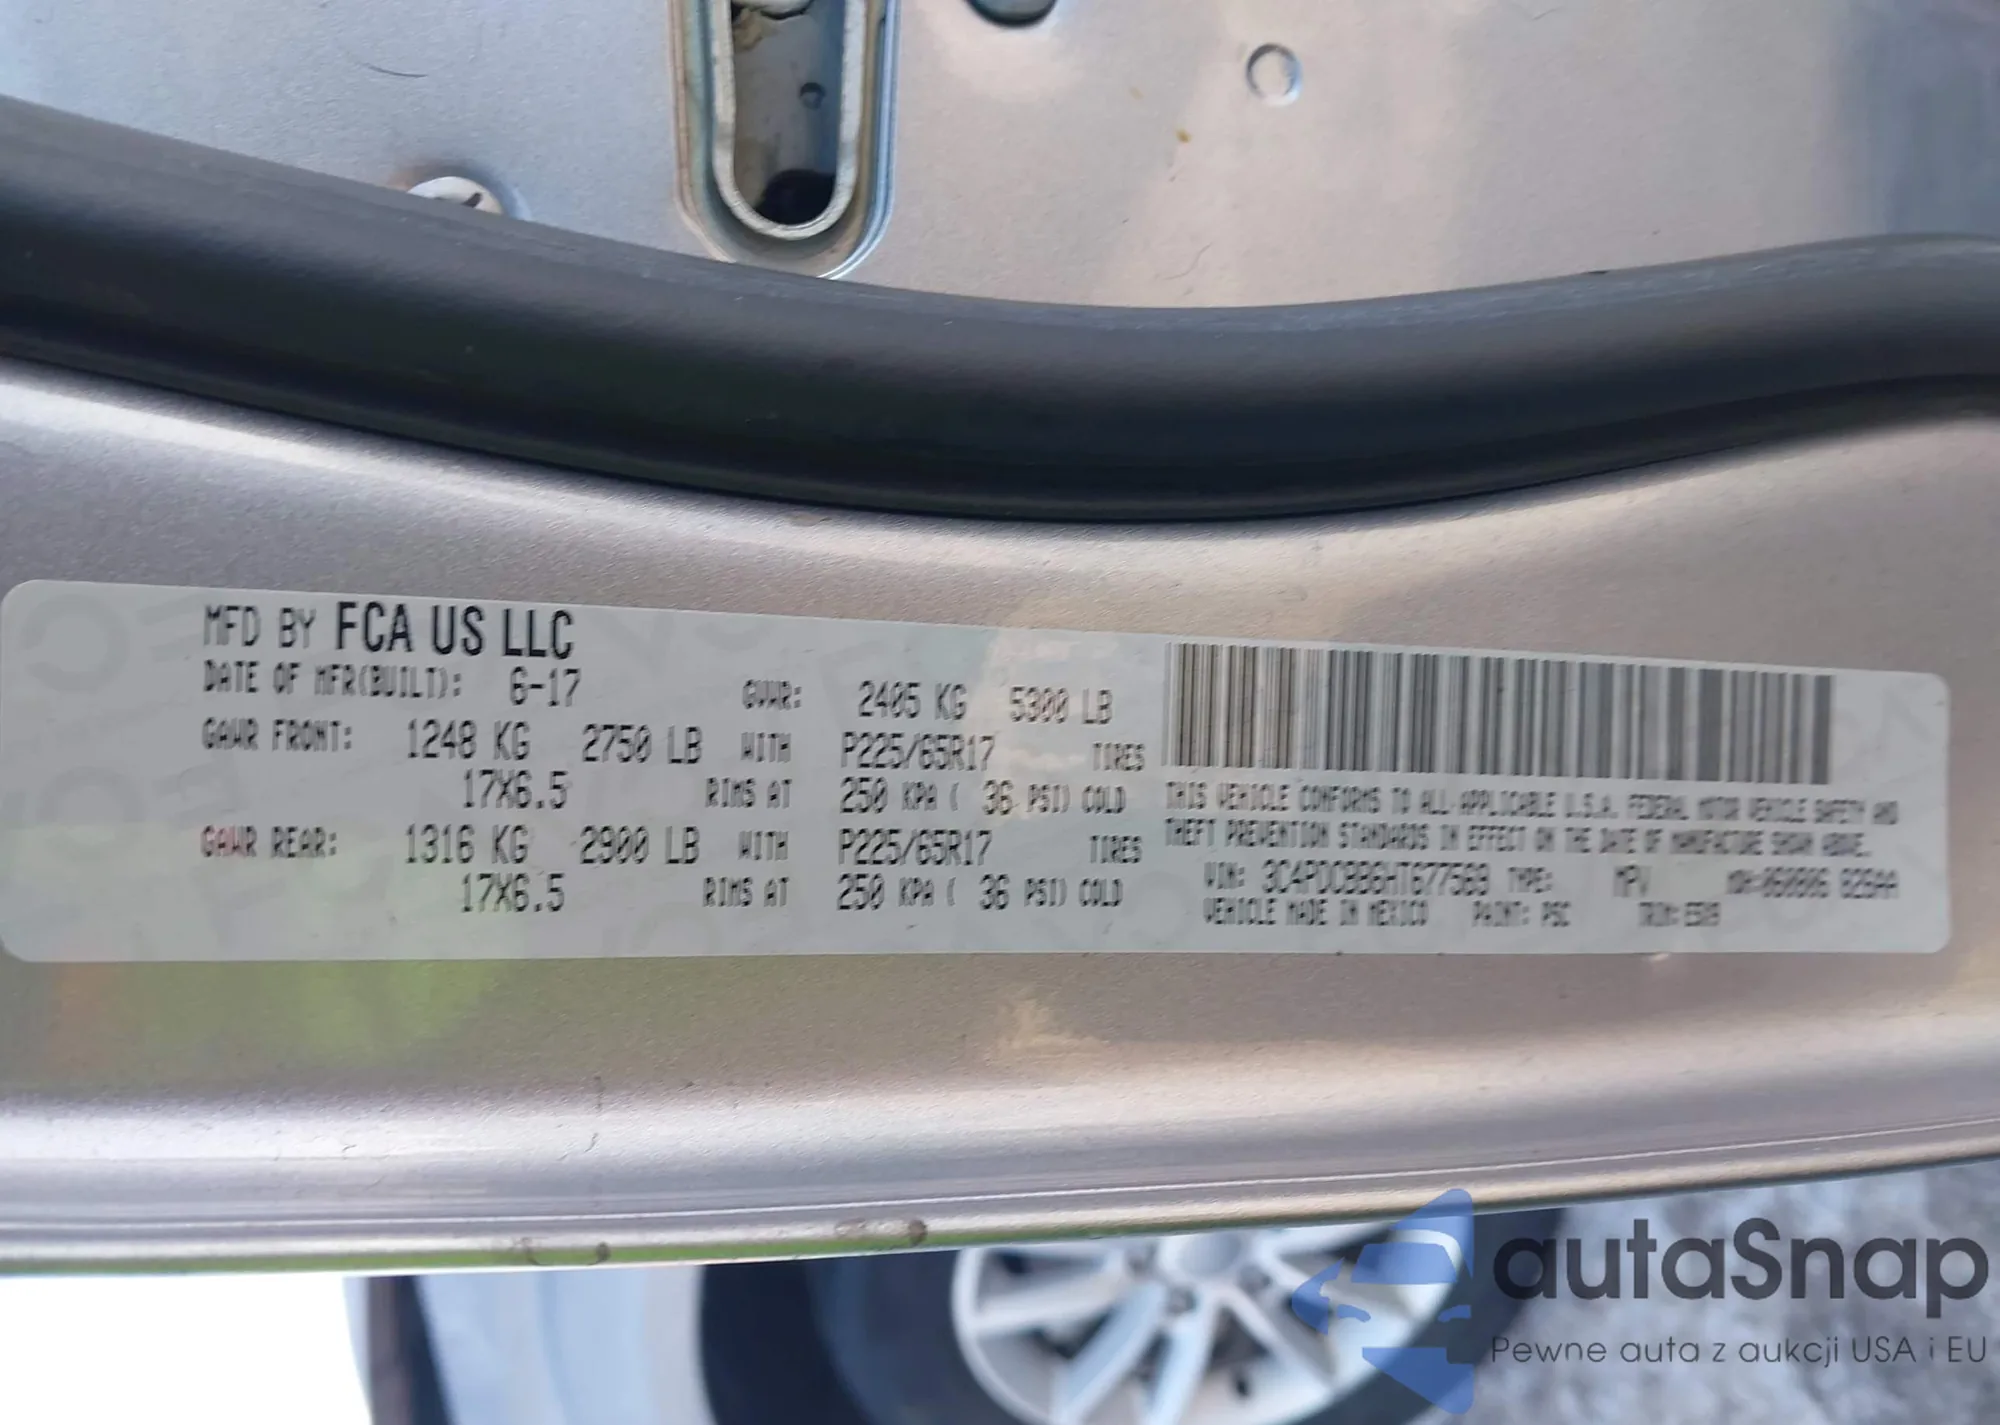 MFD BY FCA US LLC
DATE OF MFR(BUILT): 6-17 GVWR: 2405 KG 5300 LB
GAWR FRONT: 1248 KG 2750 LB WITH P225/65R17 TIRES
17X6.5 RIMS AT 250 KPA ( 36 PSI) COLD
GAWR REAR: 1316 KG 2900 LB WITH P225/65R17 TIRES
17X6.5 RIMS AT 250 KPA ( 36 PSI) COLD
THIS VEHICLE CONFORMS TO ALL APPLICABLE U.S.A. FEDERAL MOTOR VEHICLE SAFETY AND
THEFT PREVENTION STANDARDS IN EFFECT ON THE DATE OF MANUFACTURE SHOWN ABOVE.
VIN: TYPE: MPV
VEHICLE MADE IN MEXICO PAINT: PSC TRIM:
autaSnap
Pewne auta z aukcji USA i EU